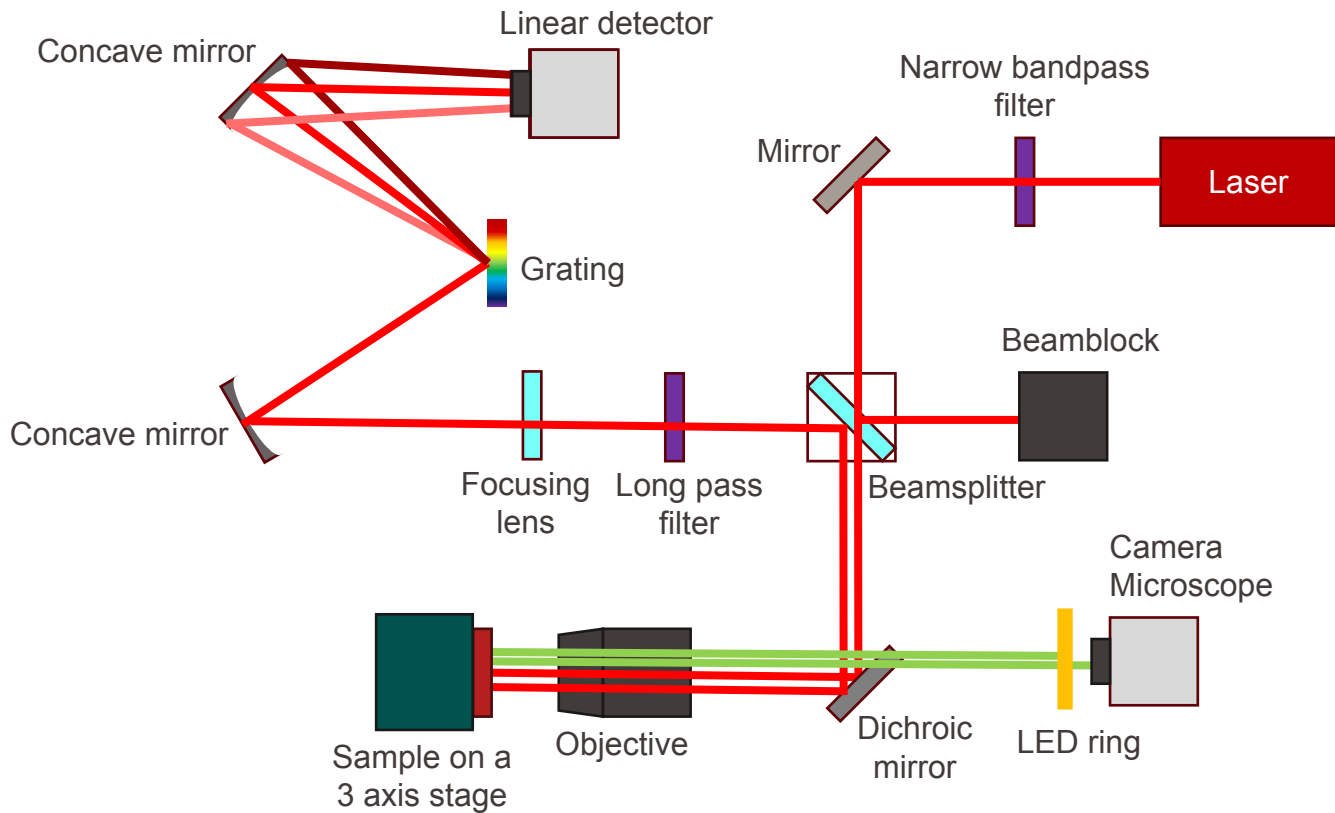 Linear detector
Concave mirror
Narrow bandpass
filter
Mirror
Laser
Grating
Beamblock
Concave mirror
Focusing
lens
Long pass
filter
Beamsplitter
Camera
Microscope
Sample on a
3 axis stage
Objective
Dichroic
mirror
LED ring